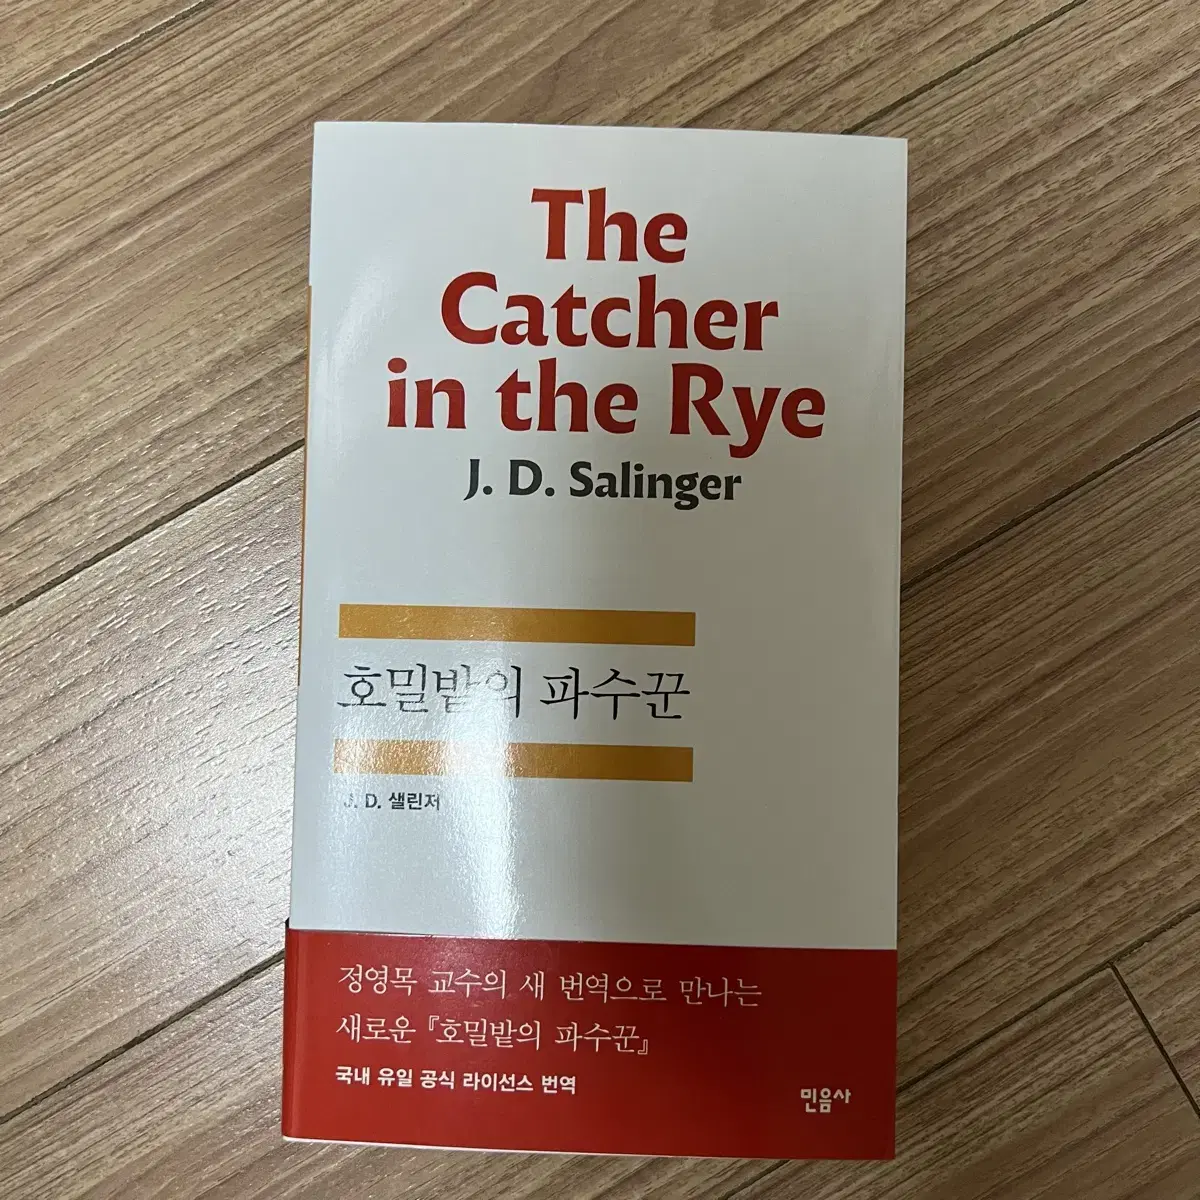 The
Catcher
in the Rye
J. D. Salinger
호밀밭의 파수꾼
J. D. 샐린저
정영목 교수의 새 번역으로 만나는
새로운 『호밀밭의 파수꾼』
국내 유일 공식 라이선스 번역
민음사